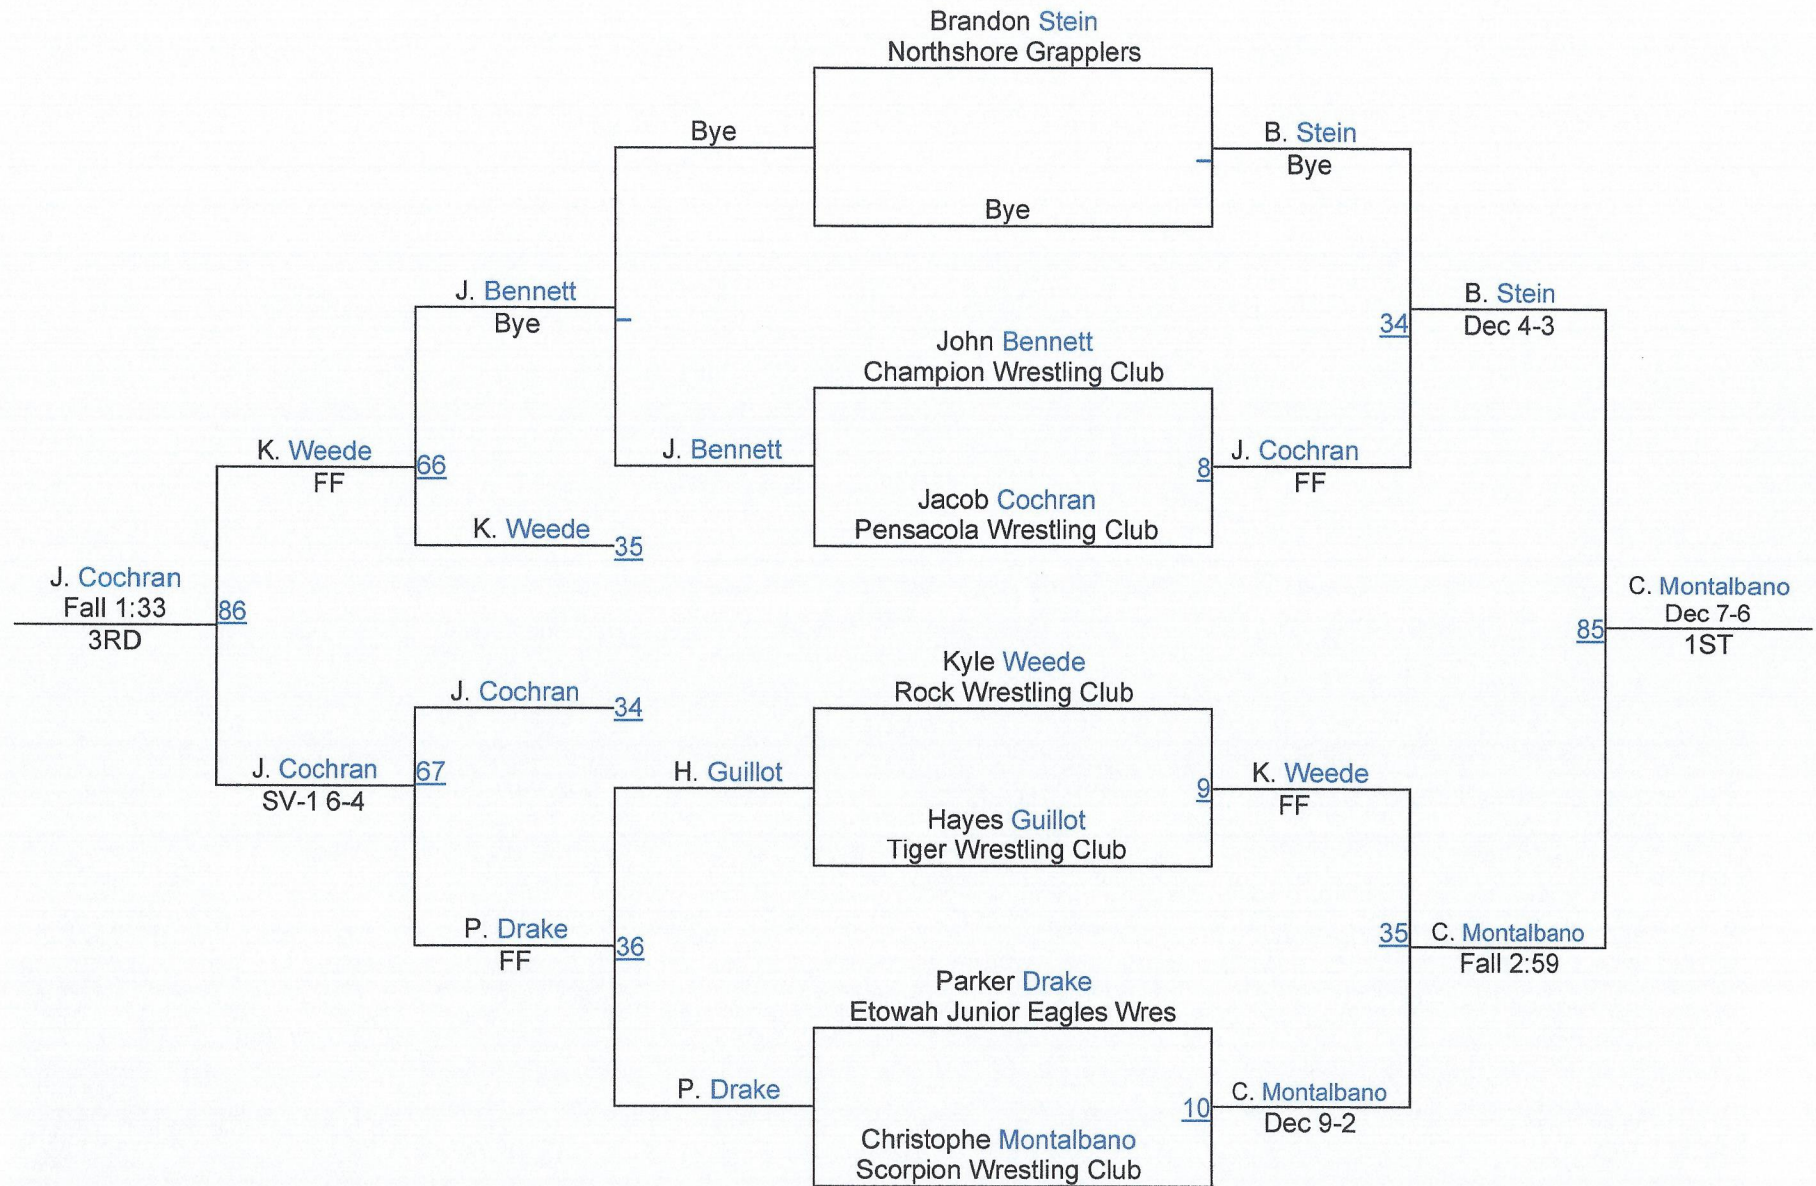 Brandon Stein
Northshore Grapplers
Bye
B. Stein
Bye
Bye
J. Bennett
Bye
B. Stein
Dec 4-3
34
John Bennett
Champion Wrestling Club
K. Weede
FF
66
J. Bennett
8
J. Cochran
FF
Jacob Cochran
Pensacola Wrestling Club
K. Weede
35
J. Cochran
Fall 1:33
3RD
86
C. Montalbano
Dec 7-6
1ST
85
Kyle Weede
Rock Wrestling Club
J. Cochran
34
J. Cochran
SV-1 6-4
67
H. Guillot
9
K. Weede
FF
Hayes Guillot
Tiger Wrestling Club
P. Drake
FF
36
35
C. Montalbano
Fall 2:59
Parker Drake
Etowah Junior Eagles Wres
P. Drake
10
C. Montalbano
Dec 9-2
Christophe Montalbano
Scorpion Wrestling Club